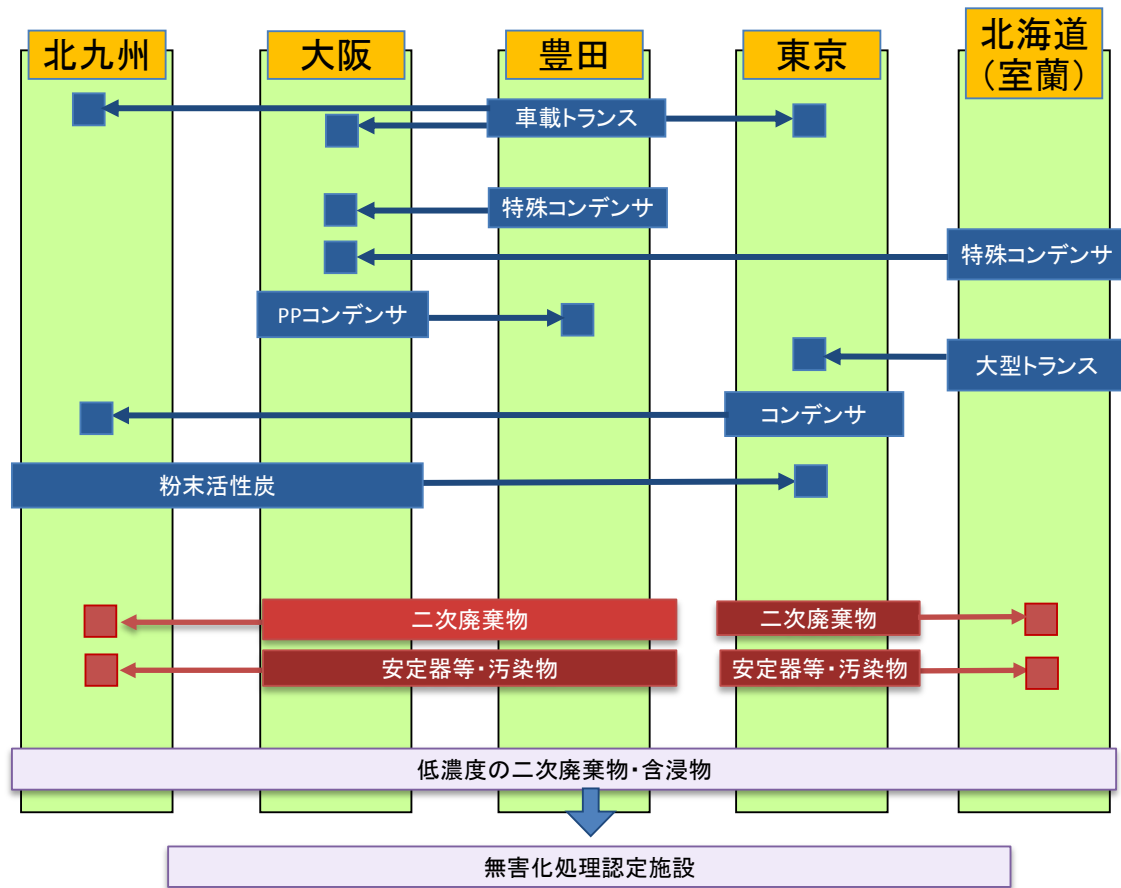 北九州
大阪
豊田
東京
北海道
（室蘭）
車載トランス
特殊コンデンサ
特殊コンデンサ
PPコンデンサ
大型トランス
コンデンサ
粉末活性炭
二次廃棄物
二次廃棄物
安定器等・汚染物
安定器等・汚染物
低濃度の二次廃棄物・含浸物
無害化処理認定施設